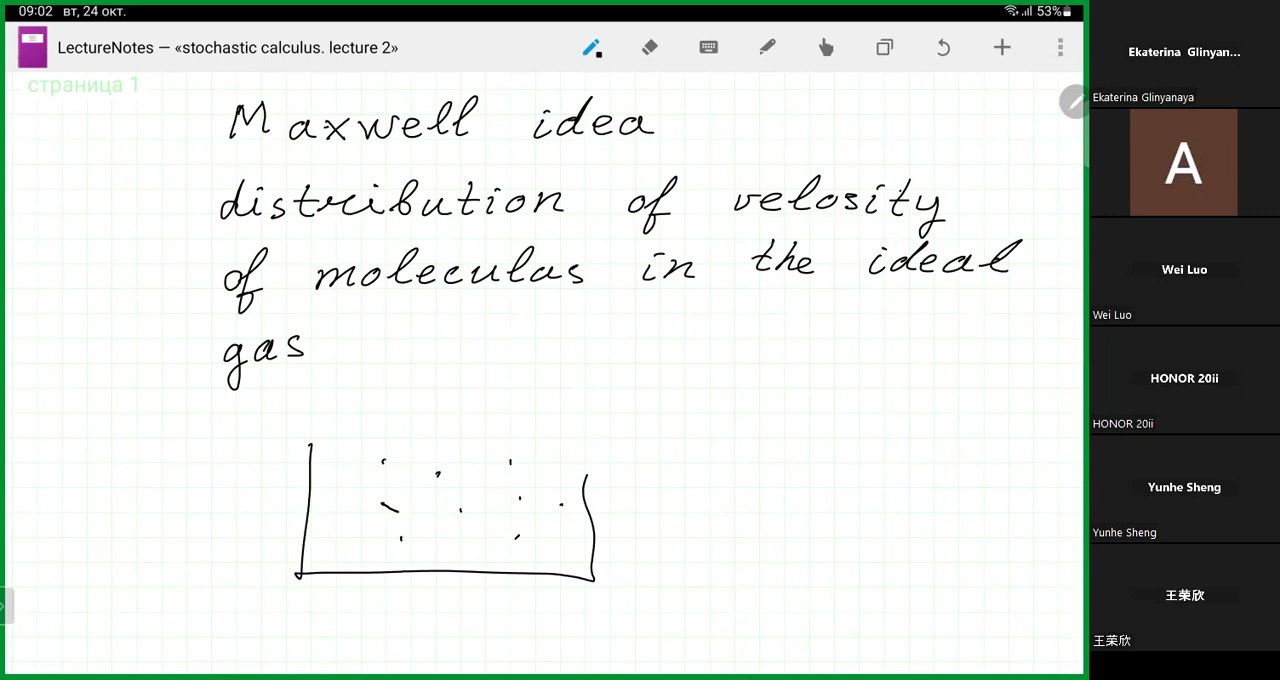 09:02 вт, 24 окт.
53%
LectureNotes — «stochastic calculus. lecture 2»
страница 1
Maxwell idea
distribution of velosity
of moleculas in the ideal
gas
Ekaterina Glinyan...
Ekaterina Glinyanaya
A
Wei Luo
Wei Luo
HONOR 20ii
HONOR 20ii
Yunhe Sheng
Yunhe Sheng
王荣欣
王荣欣